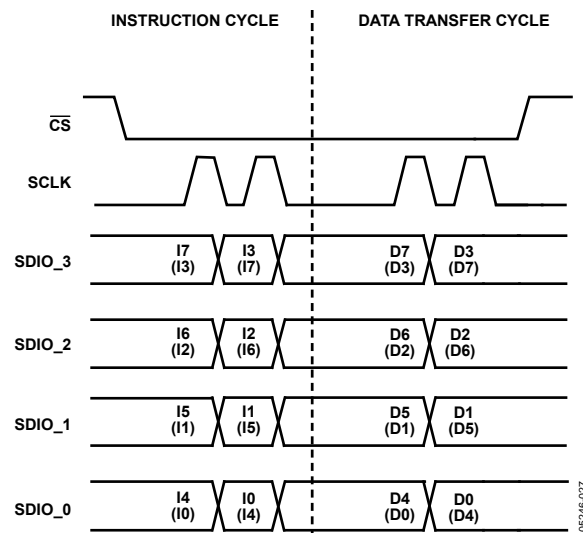 INSTRUCTION CYCLE DATA TRANSFER CYCLE
CS
SCLK
SDIO_3 I7 I3 D7 D3
(I3) (I7) (D3) (D7)
SDIO_2 I6 I2 D6 D2
(I2) (I6) (D2) (D6)
SDIO_1 I5 I1 D5 D1
(I1) (I5) (D1) (D5)
SDIO_0 I4 I0 D4 D0
(I0) (I4) (D0) (D4)
05246-027